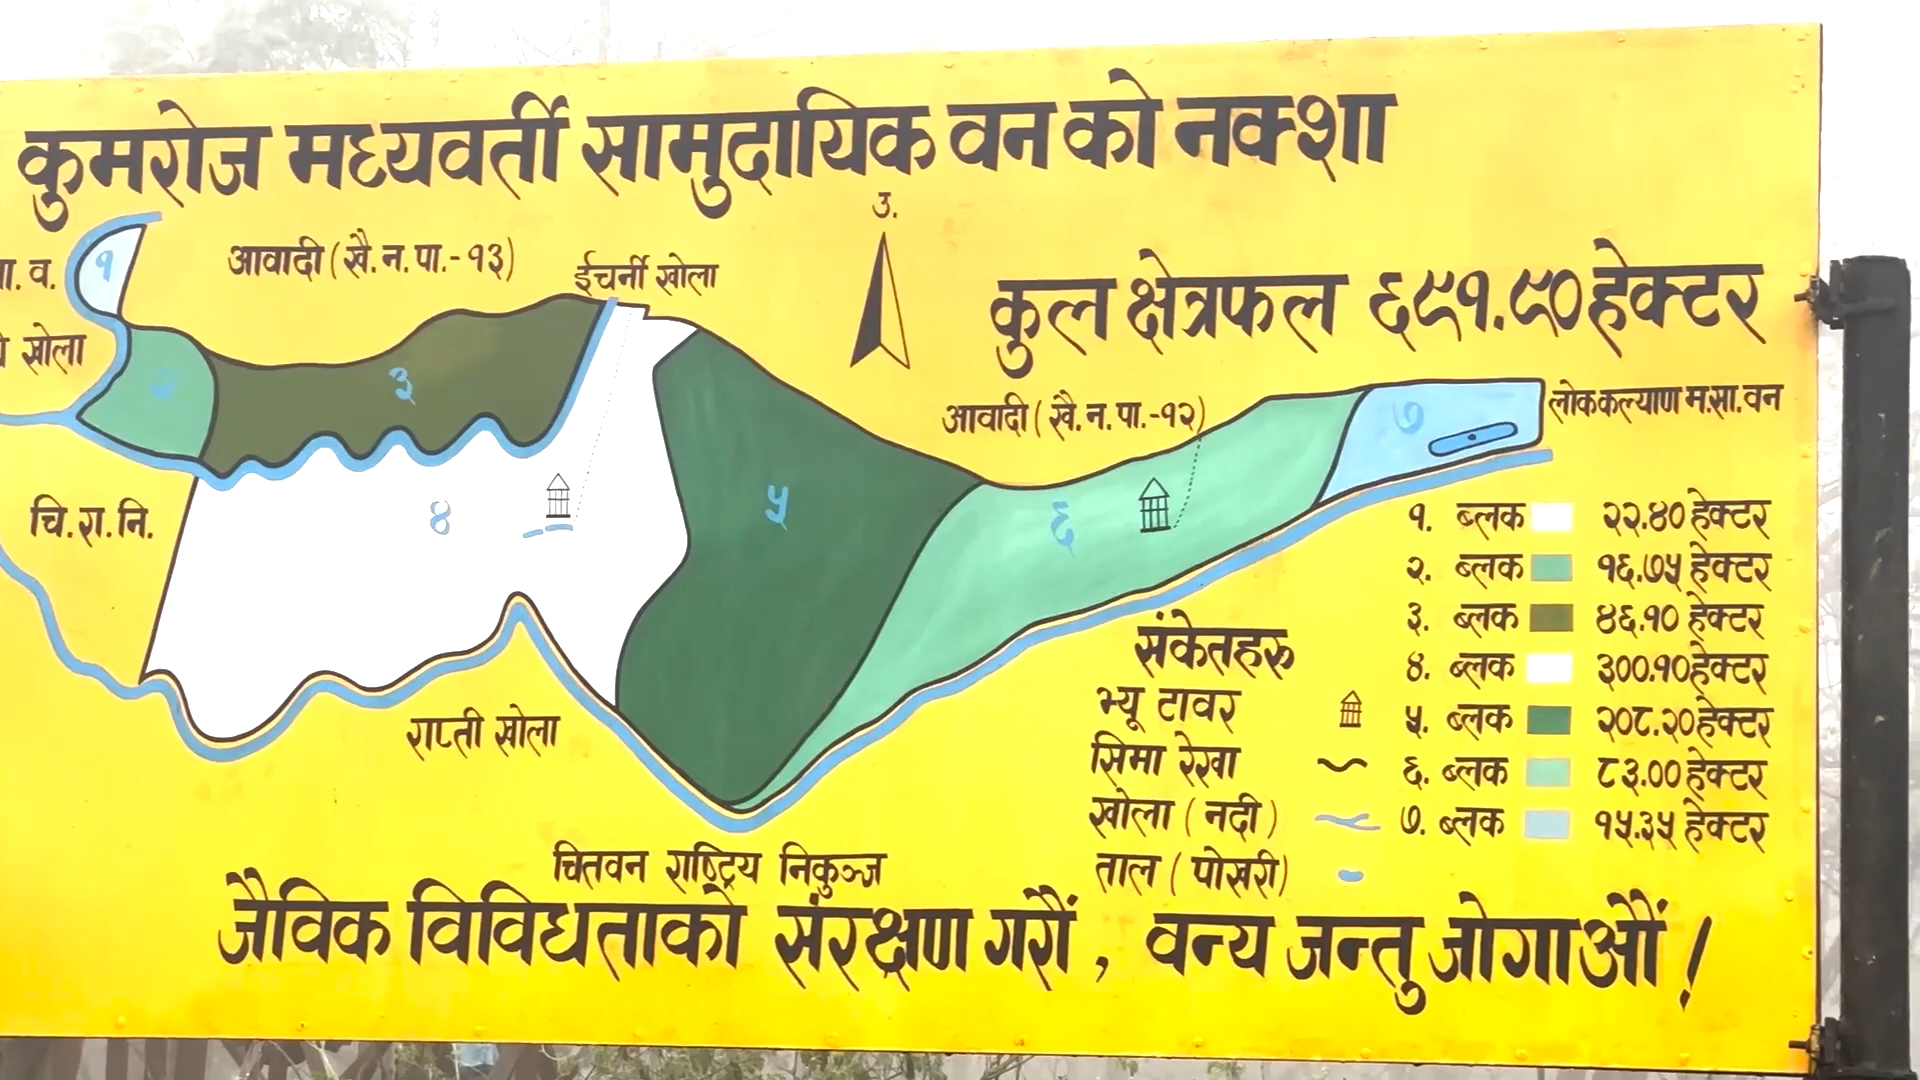 कुमरोज मध्यवर्ती सामुदायिक वन को नक्शा
उ.
कुल क्षेत्रफल ६९१.९० हेक्टर
१
ा. व.
आवादी (खै. न. पा.- १३)
ईचर्नी खोला
खोला
२
३
आवादी (खै. न. पा.-१२)
७
लोककल्याण म.सा.वन
चि. रा. नि.
४
५
६
राप्ती खोला
चितवन राष्ट्रिय निकुञ्ज
संकेतहरु
भ्यू टावर
सिमा रेखा
खोला (नदी)
ताल (पोखरी)
१. ब्लक २२.४० हेक्टर
२. ब्लक १६.७५ हेक्टर
३. ब्लक ४६.१० हेक्टर
४. ब्लक ३००.१० हेक्टर
५. ब्लक २०८.२० हेक्टर
६. ब्लक ८३.०० हेक्टर
७. ब्लक १५.३५ हेक्टर
जैविक विविधताको संरक्षण गरौं, वन्य जन्तु जोगाऔं !